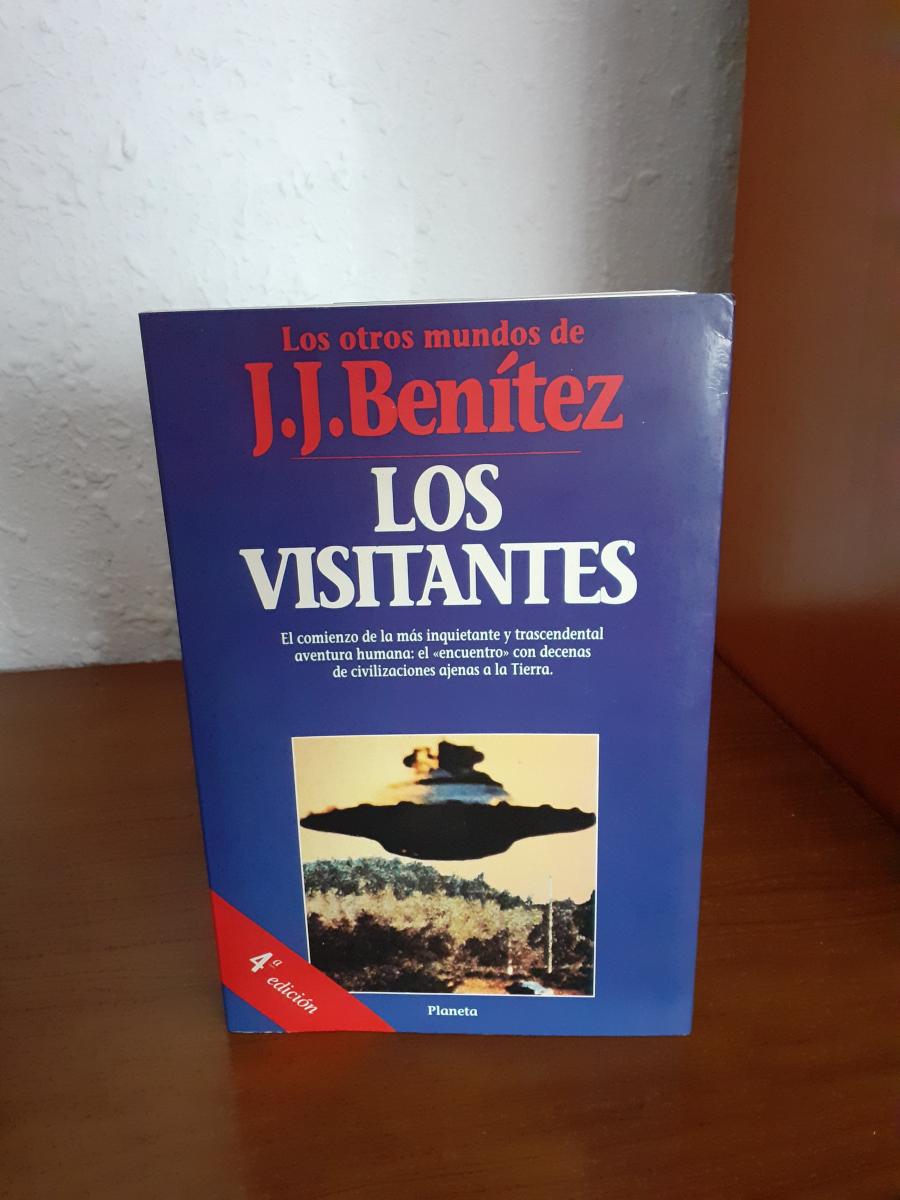 Los otros mundos de
J.J.Benítez
LOS
VISITANTES
El comienzo de la más inquietante y trascendental
aventura humana: el «encuentro» con decenas
de civilizaciones ajenas a la Tierra.
4ª
edición
Planeta